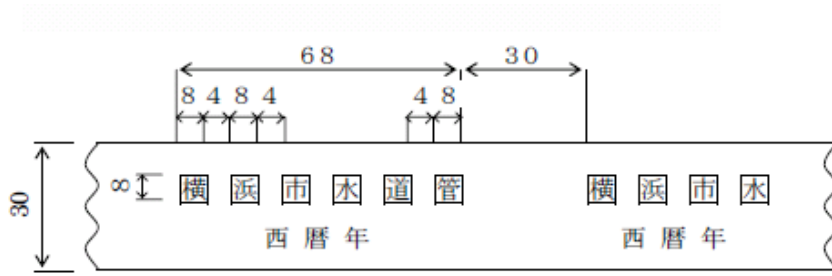 68 30
8 4 8 4 4 8
30 8 横 浜 市 水 道 管 横 浜 市 水
西 暦 年 西 暦 年